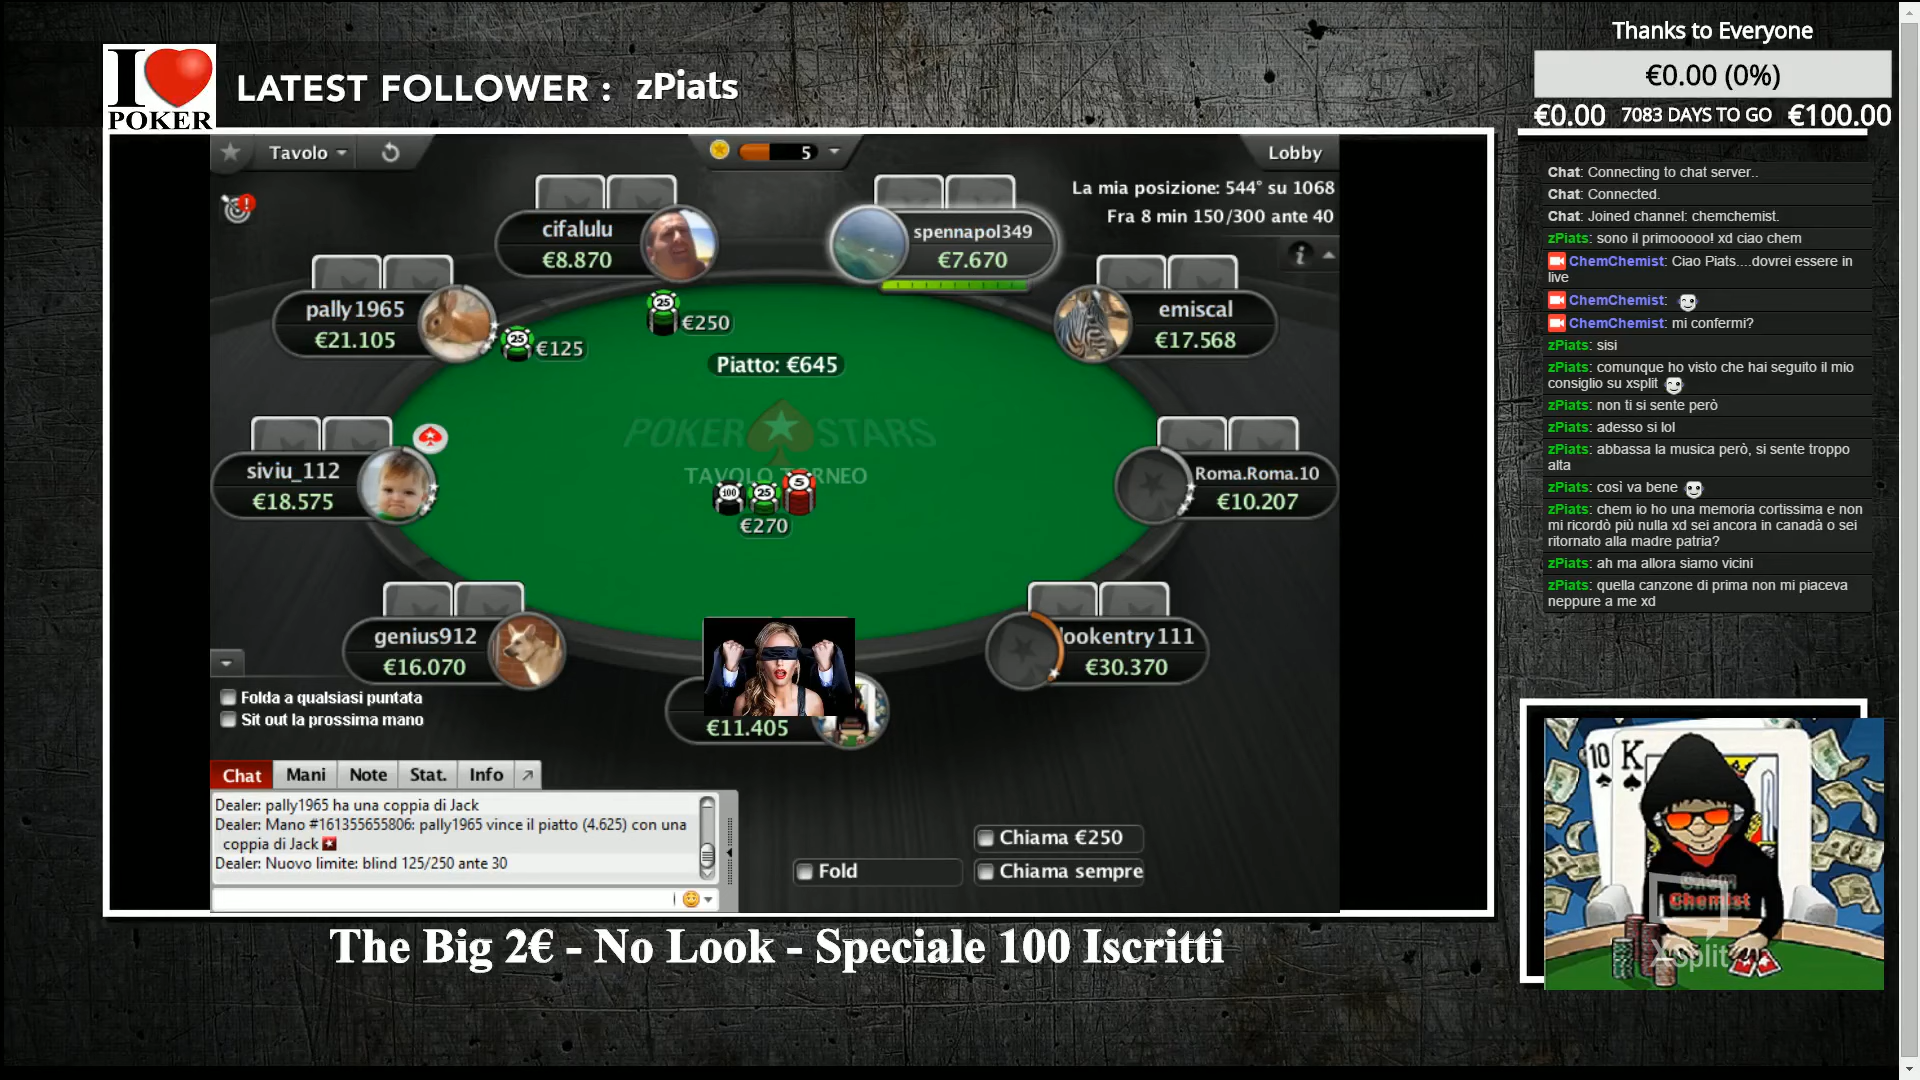 I
POKER
LATEST FOLLOWER : zPiats
Thanks to Everyone
€0.00 (0%)
€0.00 7083 DAYS TO GO €100.00
Tavolo
5
Lobby
La mia posizione: 544° su 1068
Fra 8 min 150/300 ante 40
cifalulu
€8.870
spennapol349
€7.670
pally1965
€21.105
emiscal
€17.568
25
€250
25
€125
Piatto: €645
POKER STARS
TAVOLO TORNEO
100 25 5
€270
siviu_112
€18.575
Roma.Roma.10
€10.207
genius912
€16.070
lookentry111
€30.370
€11.405
Folda a qualsiasi puntata
Sit out la prossima mano
Chat Mani Note Stat. Info
Dealer: pally1965 ha una coppia di Jack
Dealer: Mano #161355655806: pally1965 vince il piatto (4.625) con una
coppia di Jack
Dealer: Nuovo limite: blind 125/250 ante 30
Fold
Chiama €250
Chiama sempre
The Big 2€ - No Look - Speciale 100 Iscritti
Chat: Connecting to chat server..
Chat: Connected.
Chat: Joined channel: chemchemist.
zPiats: sono il primooooo! xd ciao chem
ChemChemist: Ciao Piats....dovrei essere in
live
ChemChemist:
ChemChemist: mi confermi?
zPiats: sisi
zPiats: comunque ho visto che hai seguito il mio
consiglio su xsplit
zPiats: non ti si sente però
zPiats: adesso si lol
zPiats: abbassa la musica però, si sente troppo
alta
zPiats: così va bene
zPiats: chem io ho una memoria cortissima e non
mi ricordò più nulla xd sei ancora in canadà o sei
ritornato alla madre patria?
zPiats: ah ma allora siamo vicini
zPiats: quella canzone di prima non mi piaceva
neppure a me xd
10 K
Chem
Chemist
XSplit